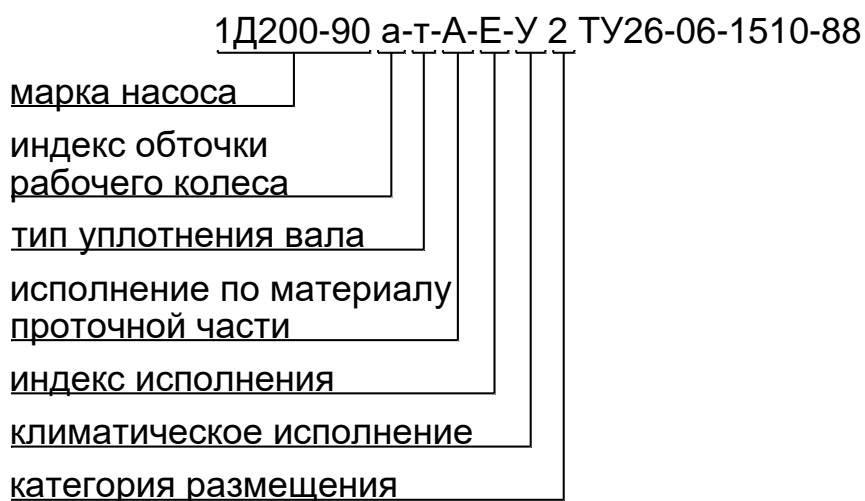 1Д200-90 а-т-А-Е-У 2 ТУ26-06-1510-88
марка насоса
индекс обточки
рабочего колеса
тип уплотнения вала
исполнение по материалу
проточной части
индекс исполнения
климатическое исполнение
категория размещения